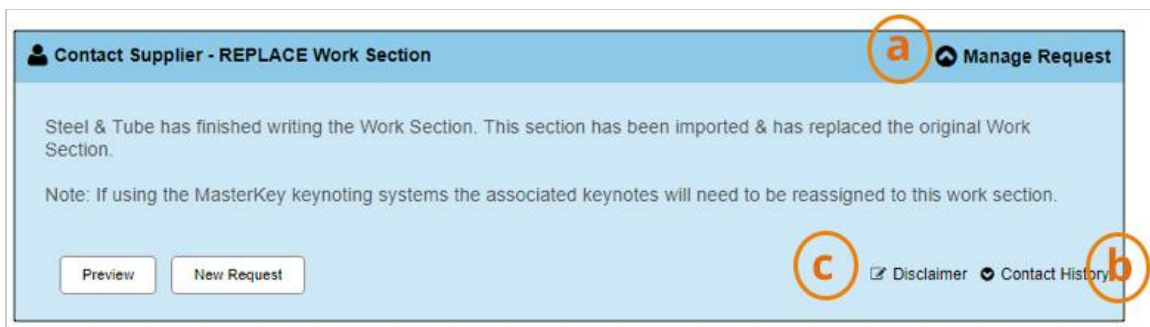 Contact Supplier - REPLACE Work Section
a
Manage Request
Steel & Tube has finished writing the Work Section. This section has been imported & has replaced the original Work
Section.
Note: If using the MasterKey keynoting systems the associated keynotes will need to be reassigned to this work section.
Preview
New Request
c
Disclaimer
Contact History
b